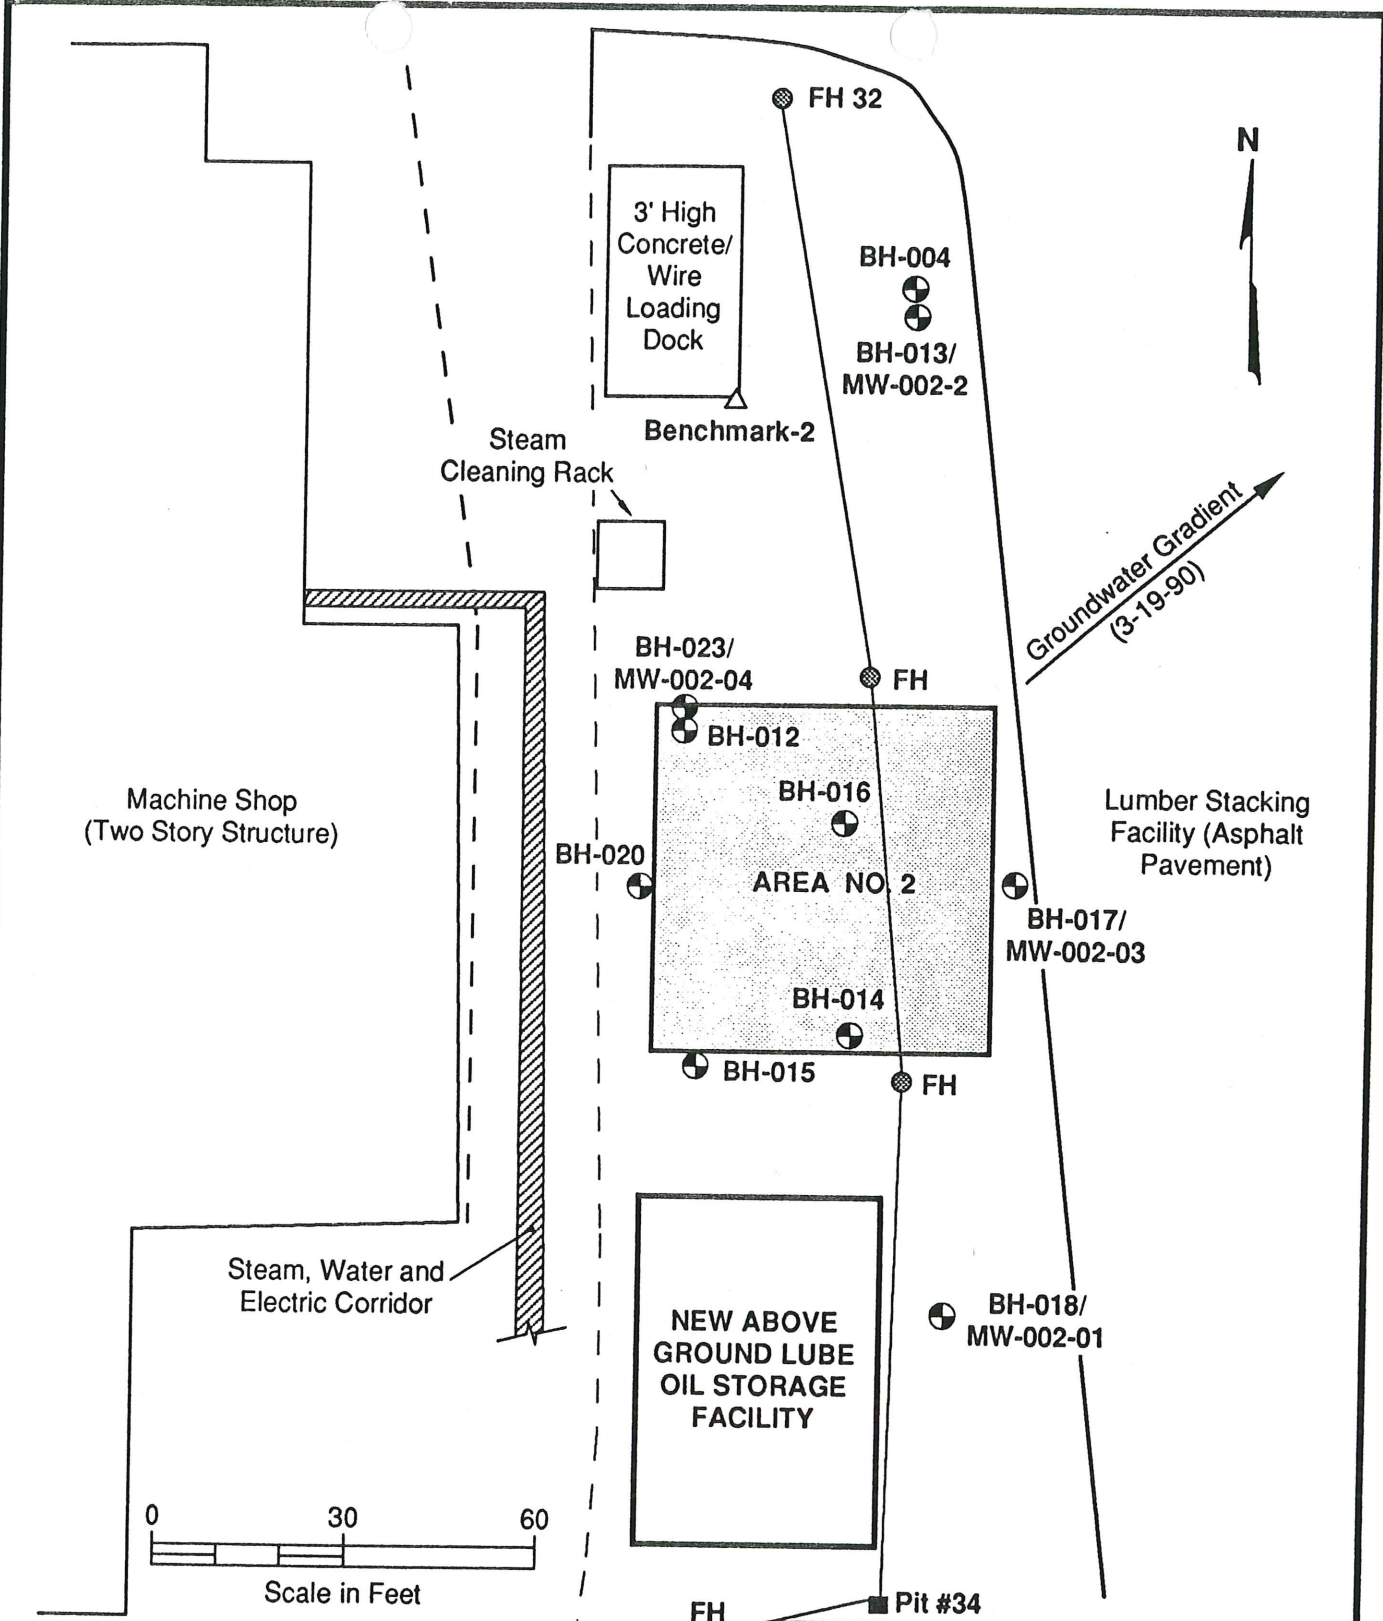 FH 32
N
3' High
Concrete/
Wire
Loading
Dock
BH-004
BH-013/
MW-002-2
Benchmark-2
Steam
Cleaning Rack
Groundwater Gradient
(3-19-90)
BH-023/
MW-002-04
FH
BH-012
BH-016
Machine Shop
(Two Story Structure)
Lumber Stacking
Facility (Asphalt
Pavement)
BH-020
AREA NO. 2
BH-017/
MW-002-03
BH-014
BH-015
FH
Steam, Water and
Electric Corridor
NEW ABOVE
GROUND LUBE
OIL STORAGE
FACILITY
BH-018/
MW-002-01
0 30 60
Scale in Feet
FH
Pit #34